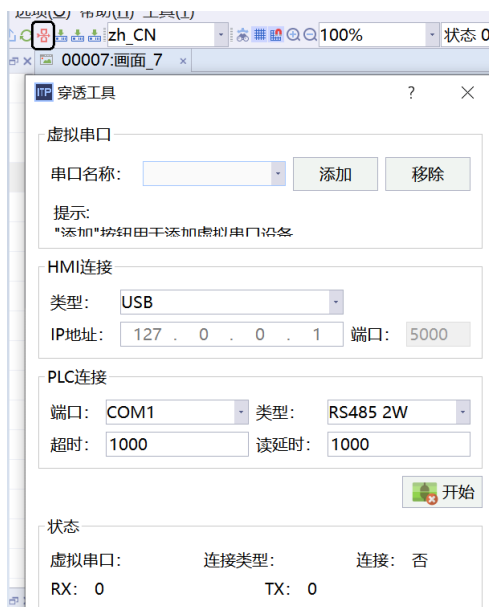 选项(O) 帮助(H) 工具(T)
zh_CN 100% 状态 0
00007:画面_7 ×
ITP 穿透工具 ? ×
虚拟串口
串口名称: 添加 移除
提示:
"添加"按钮用于添加虚拟串口设备
HMI连接
类型: USB
IP地址: 127 . 0 . 0 . 1 端口: 5000
PLC连接
端口: COM1 类型: RS485 2W
超时: 1000 读延时: 1000
开始
状态
虚拟串口: 连接类型: 连接: 否
RX: 0 TX: 0